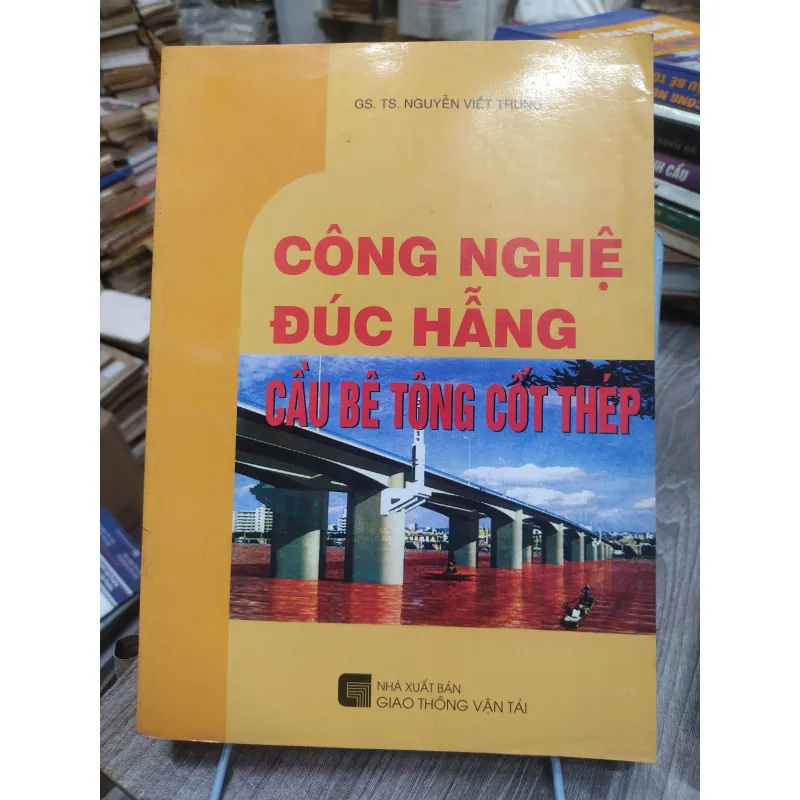 GS. TS. NGUYỄN VIẾT TRUNG
CÔNG NGHỆ
ĐÚC HẪNG
CẦU BÊ TÔNG CỐT THÉP
NHÀ XUẤT BẢN
GIAO THÔNG VẬN TẢI